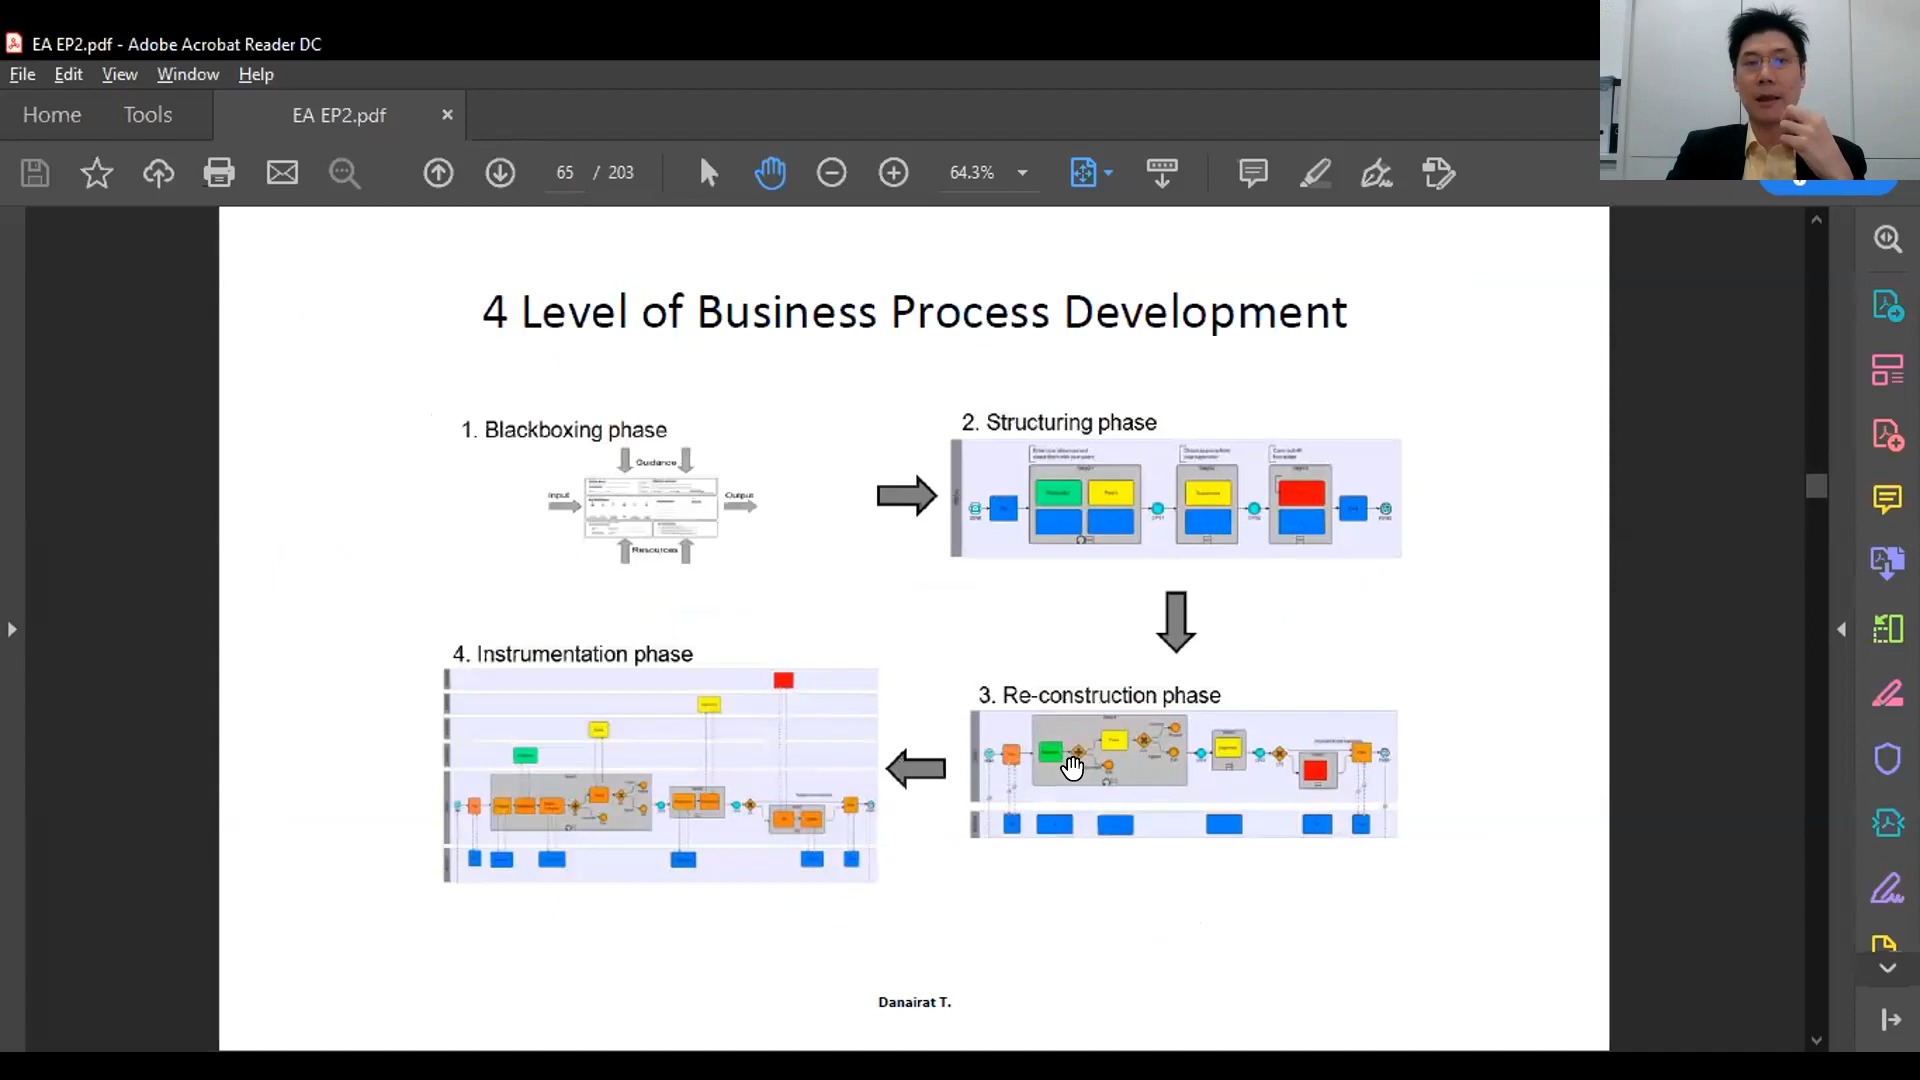 EA EP2.pdf - Adobe Acrobat Reader DC
File Edit View Window Help
Home Tools EA EP2.pdf ×
65 / 203 64.3%
4 Level of Business Process Development
1. Blackboxing phase
Guidance
Input
Output
Resources
2. Structuring phase
4. Instrumentation phase
3. Re-construction phase
Danairat T.